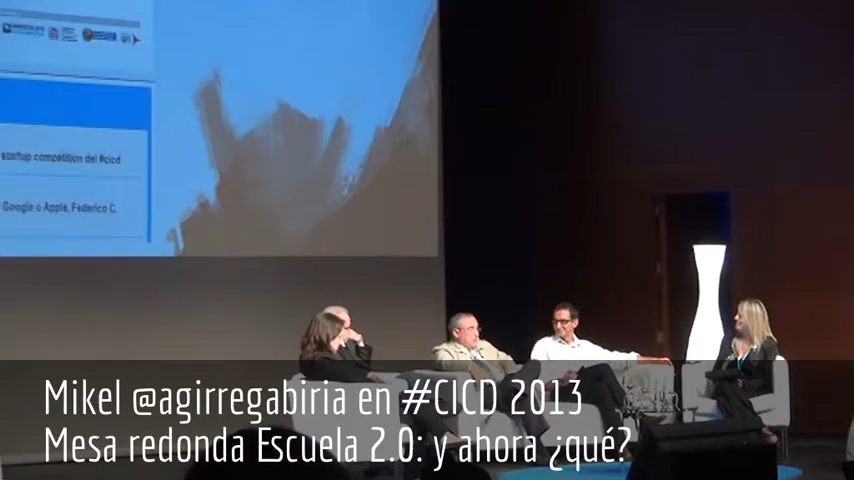 startup competition del #cicd
Google o Apple, Federico C.
Mikel @agirregabiria en #CICD 2013
Mesa redonda Escuela 2.0: y ahora ¿qué?